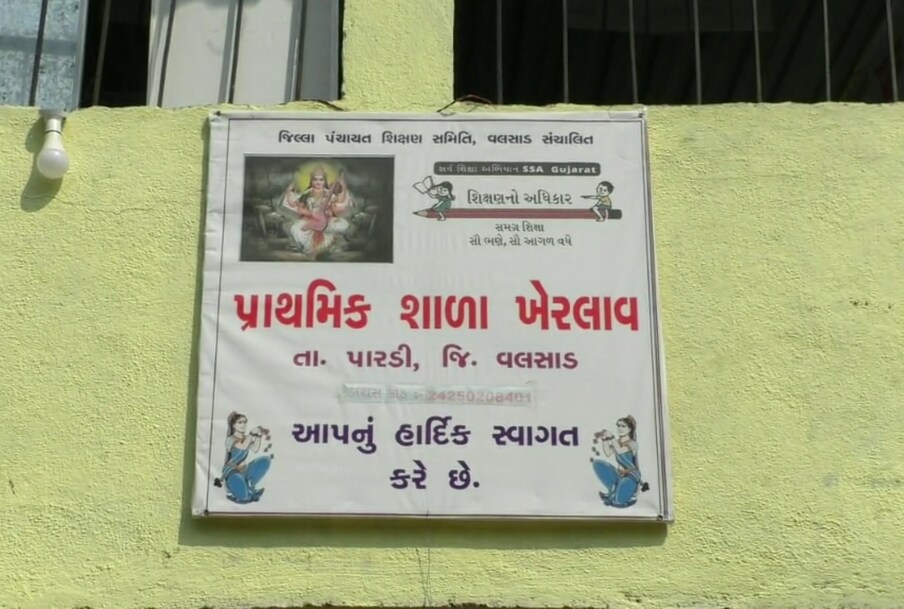 જિલ્લા પંચાયત શિક્ષણ સમિતિ, વલસાડ સંચાલિત
સર્વ શિક્ષા અભિયાન SSA Gujarat
શિક્ષણનો અધિકાર
સમગ્ર શિક્ષા
સૌ ભણે, સૌ આગળ વધે
પ્રાથમિક શાળા ખેરલાવ
તા. પારડી, જિ. વલસાડ
24250208401
આપનું હાર્દિક સ્વાગત
કરે છે.